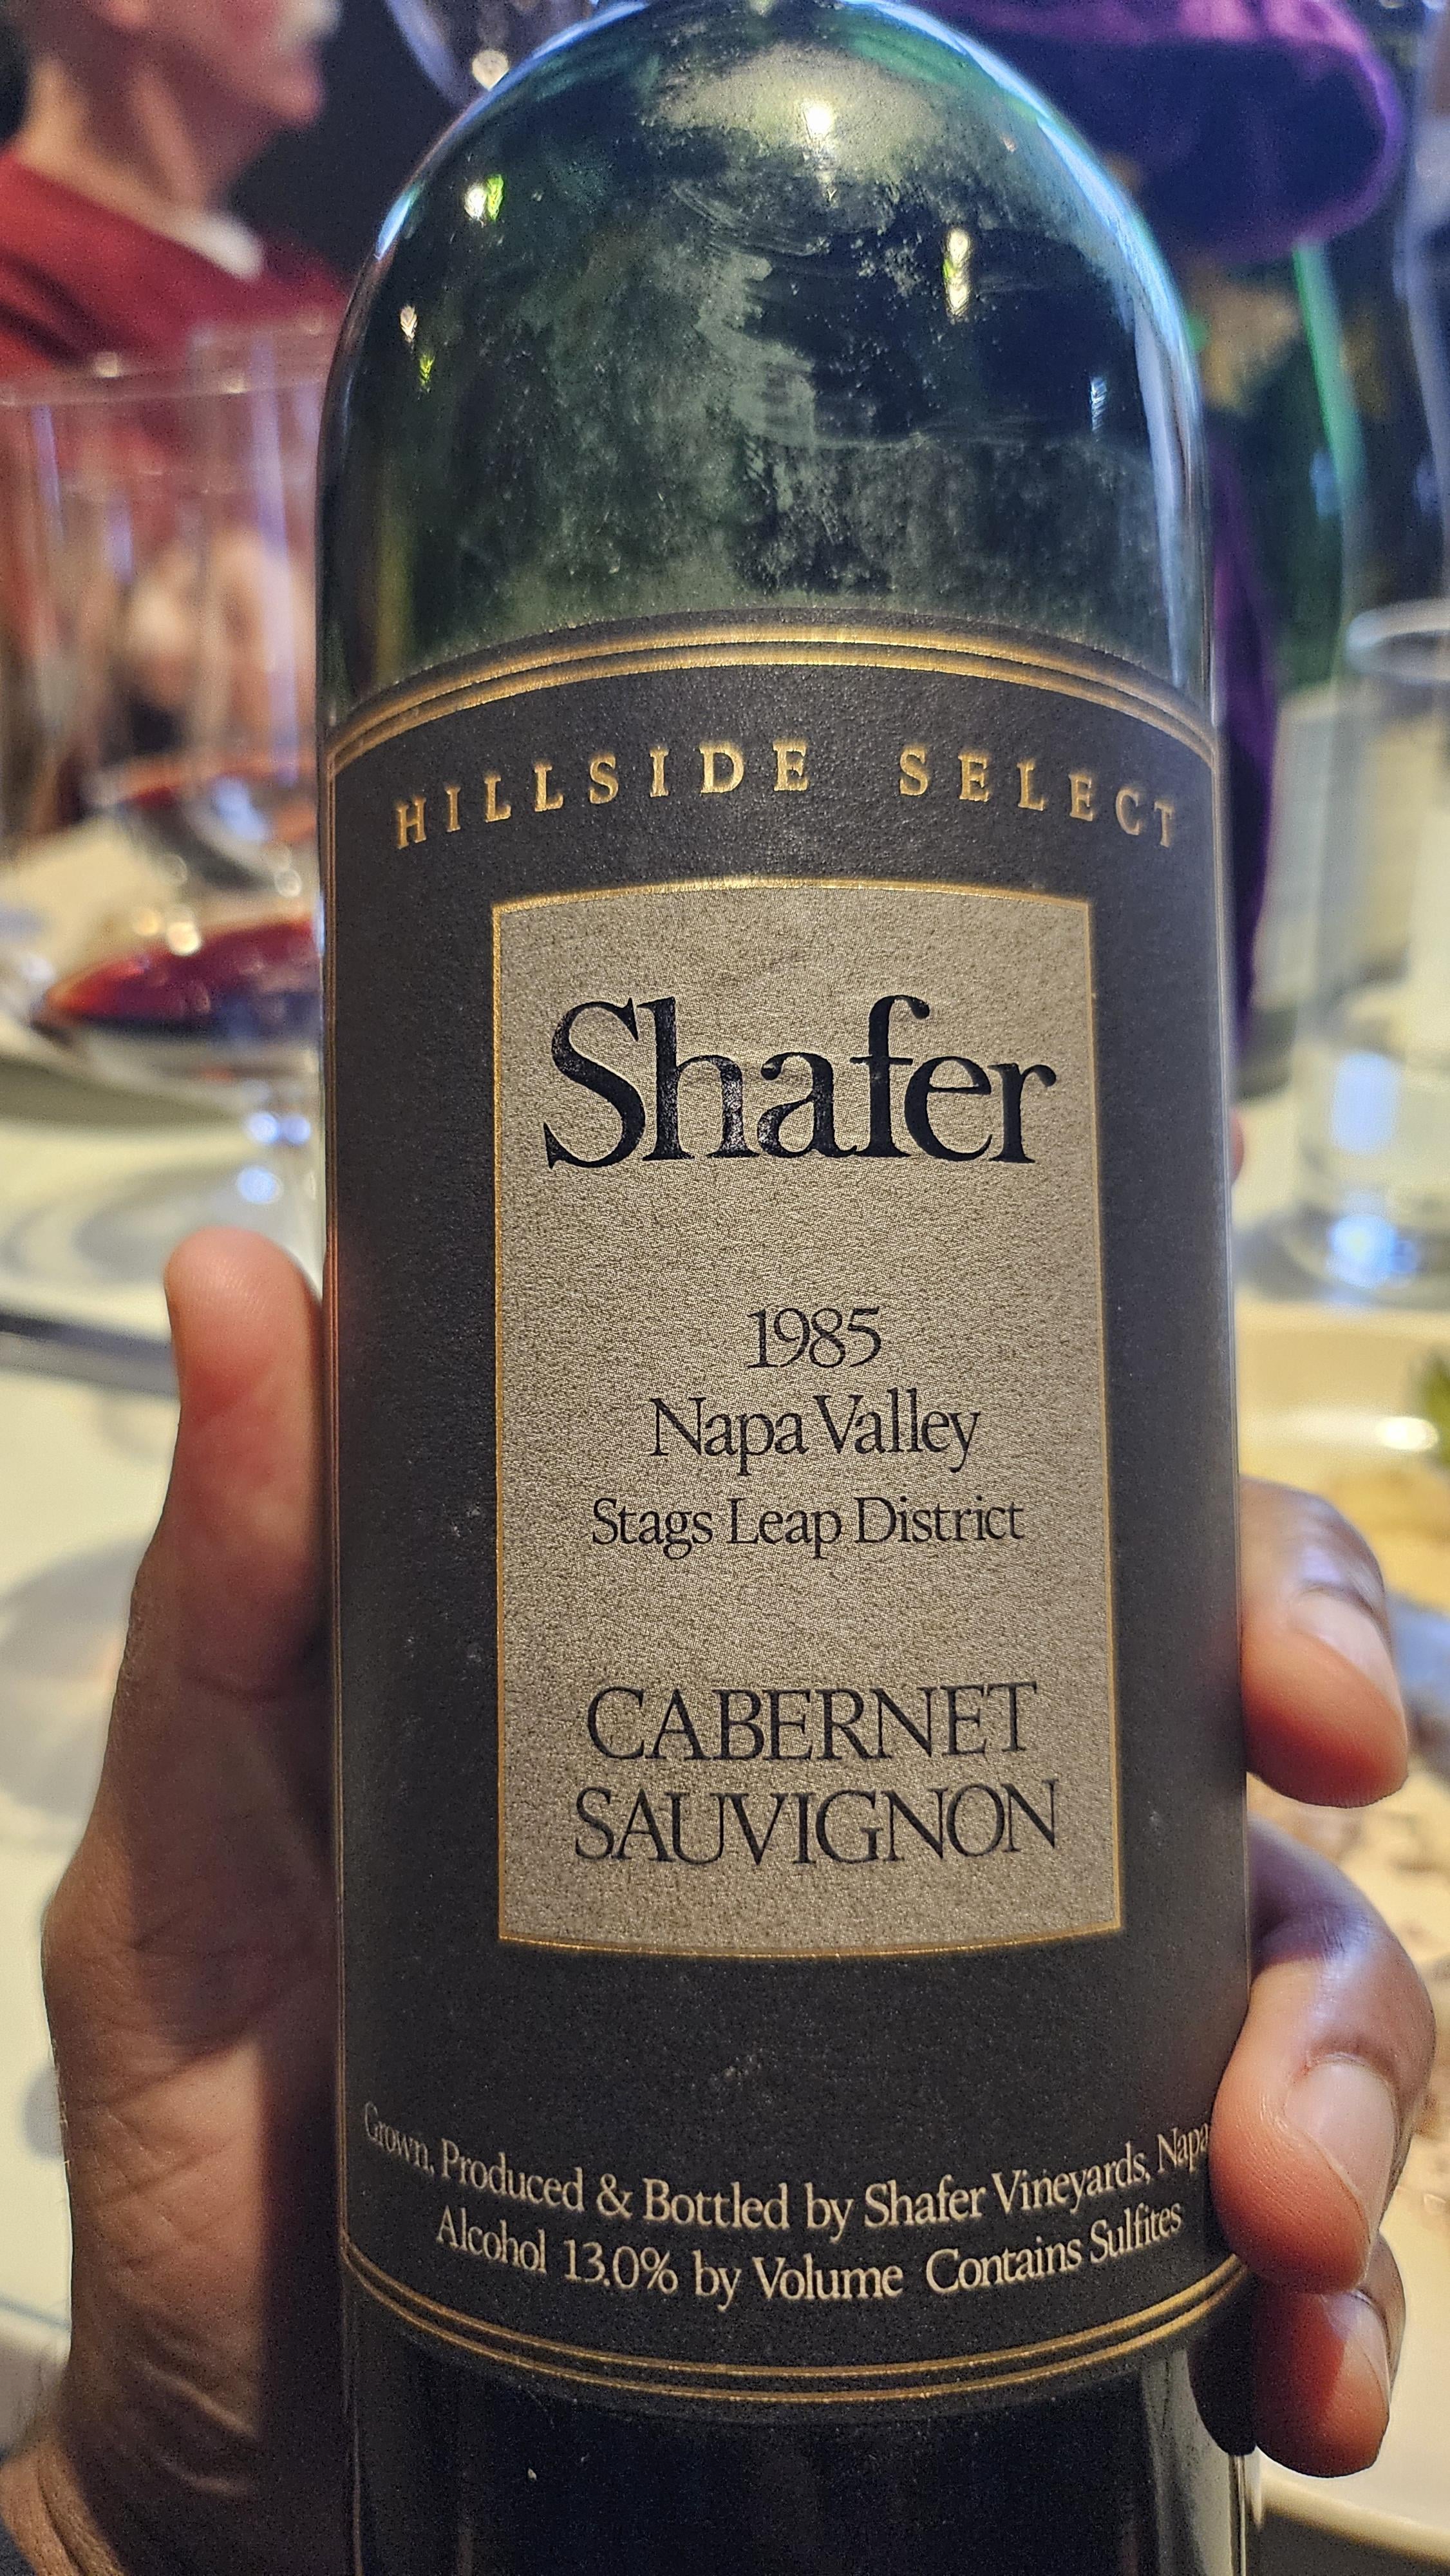 HILLSIDE SELECT
Shafer
1985
Napa Valley
Stags Leap District
CABERNET
SAUVIGNON
Grown, Produced & Bottled by Shafer Vineyards, Napa
Alcohol 13.0% by Volume Contains Sulfites